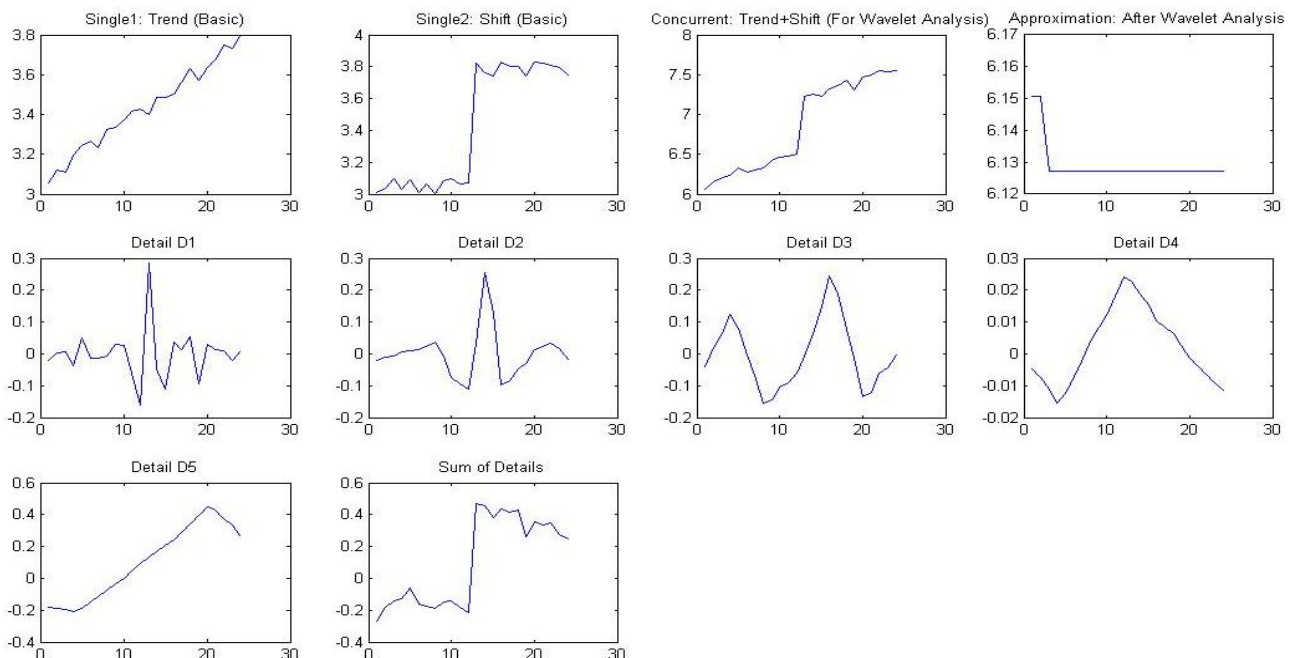 Single1: Trend (Basic)
3.8
3.6
3.4
3.2
3
0 10 20 30
Single2: Shift (Basic)
4
3.8
3.6
3.4
3.2
3
0 10 20 30
Concurrent: Trend+Shift (For Wavelet Analysis)
8
7.5
7
6.5
6
0 10 20 30
Approximation: After Wavelet Analysis
6.17
6.16
6.15
6.14
6.13
6.12
0 10 20 30
Detail D1
0.3
0.2
0.1
0
-0.1
-0.2
0 10 20 30
Detail D2
0.3
0.2
0.1
0
-0.1
-0.2
0 10 20 30
Detail D3
0.3
0.2
0.1
0
-0.1
-0.2
0 10 20 30
Detail D4
0.03
0.02
0.01
0
-0.01
-0.02
0 10 20 30
Detail D5
0.6
0.4
0.2
0
-0.2
-0.4
0 10 20 30
Sum of Details
0.6
0.4
0.2
0
-0.2
-0.4
0 10 20 30